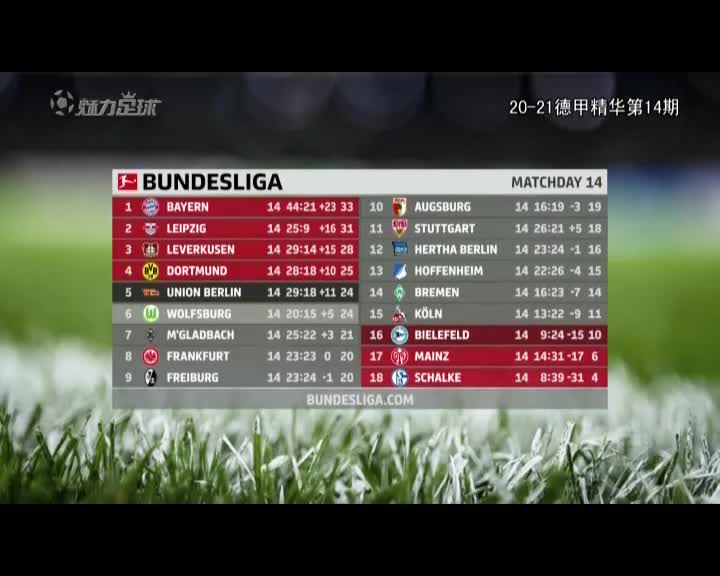 魅力足球
20-21德甲精华第14期
BUNDESLIGA MATCHDAY 14
1 BAYERN 14 44:21 +23 33
2 LEIPZIG 14 25:9 +16 31
3 LEVERKUSEN 14 29:14 +15 28
4 DORTMUND 14 28:18 +10 25
5 UNION BERLIN 14 29:18 +11 24
6 WOLFSBURG 14 20:15 +5 24
7 M'GLADBACH 14 25:22 +3 21
8 FRANKFURT 14 23:23 0 20
9 FREIBURG 14 23:24 -1 20
10 AUGSBURG 14 16:19 -3 19
11 STUTTGART 14 26:21 +5 18
12 HERTHA BERLIN 14 23:24 -1 16
13 HOFFENHEIM 14 22:26 -4 15
14 BREMEN 14 16:23 -7 14
15 KÖLN 14 13:22 -9 11
16 BIELEFELD 14 9:24 -15 10
17 MAINZ 14 14:31 -17 6
18 SCHALKE 14 8:39 -31 4
BUNDESLIGA.COM